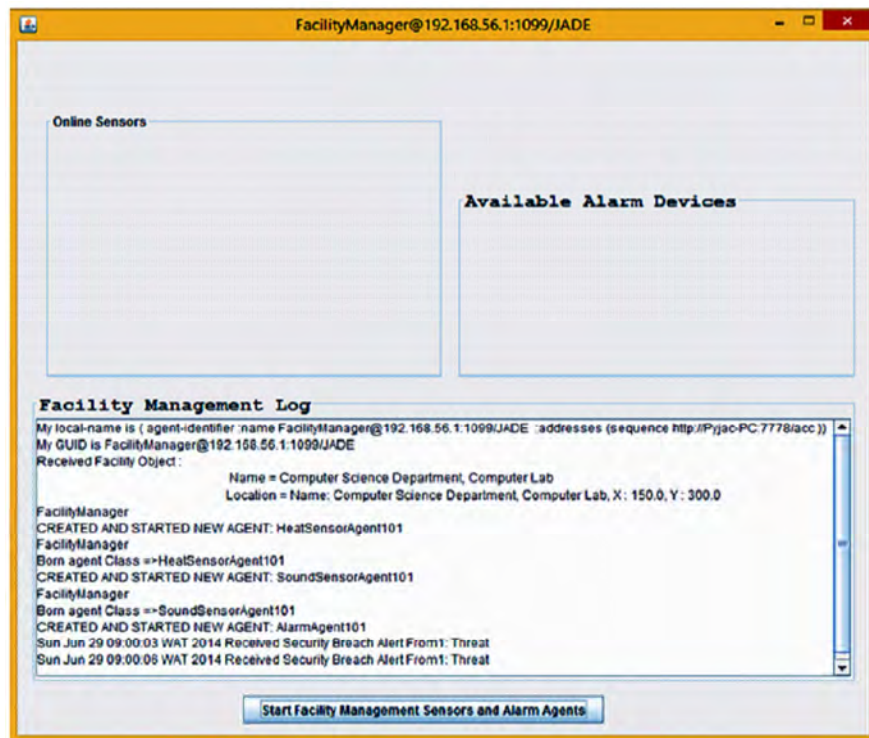 FacilityManager@192.168.56.1:1099/JADE
Online Sensors
Available Alarm Devices
Facility Management Log
My local-name is ( agent-identifier :name FacilityManager@192.168.56.1:1099/JADE :addresses (sequence http://Pyjac-PC:7778/acc ))
My GUID is FacilityManager@192.168.56.1:1099/JADE
Received Facility Object :
Name = Computer Science Department, Computer Lab
Location = Name: Computer Science Department, Computer Lab, X : 150.0, Y : 300.0
FacilityManager
CREATED AND STARTED NEW AGENT: HeatSensorAgent101
FacilityManager
Born agent Class =>HeatSensorAgent101
CREATED AND STARTED NEW AGENT: SoundSensorAgent101
FacilityManager
Born agent Class =>SoundSensorAgent101
CREATED AND STARTED NEW AGENT: AlarmAgent101
Sun Jun 29 09:00:03 WAT 2014 Received Security Breach Alert From1: Threat
Sun Jun 29 09:00:06 WAT 2014 Received Security Breach Alert From1: Threat
Start Facility Management Sensors and Alarm Agents